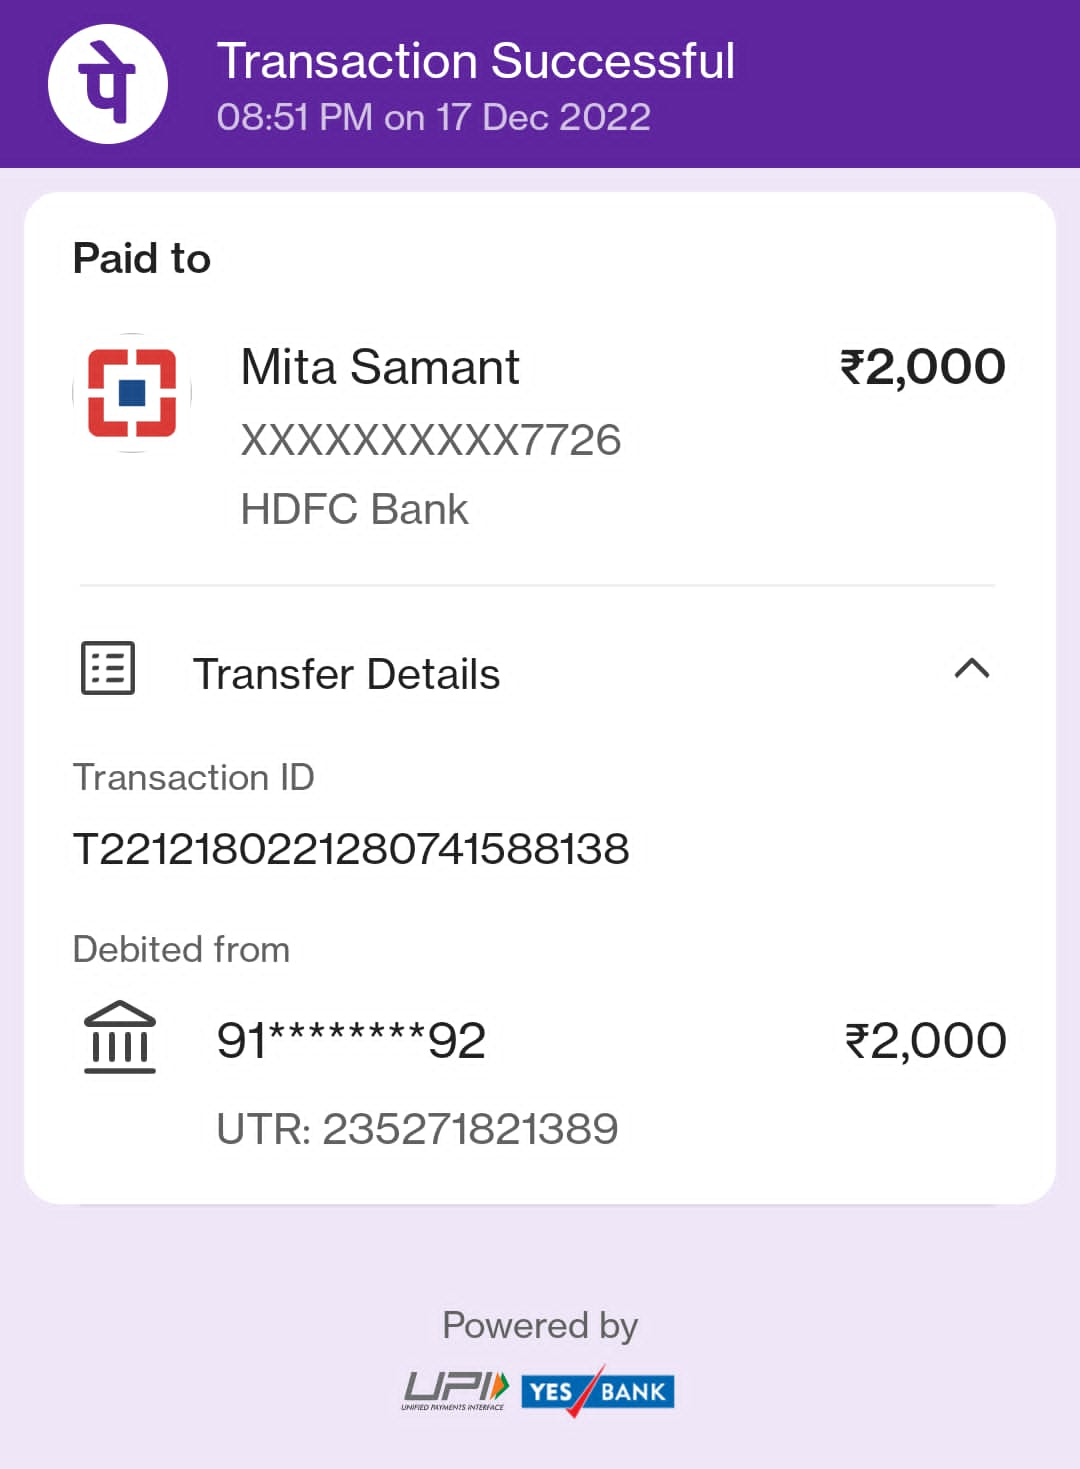 पे
Transaction Successful
08:51 PM on 17 Dec 2022
Paid to
Mita Samant ₹2,000
XXXXXXXXXX7726
HDFC Bank
Transfer Details
Transaction ID
T2212180221280741588138
Debited from
91********92 ₹2,000
UTR: 235271821389
Powered by
UPI YES BANK
UNIFIED PAYMENTS INTERFACE